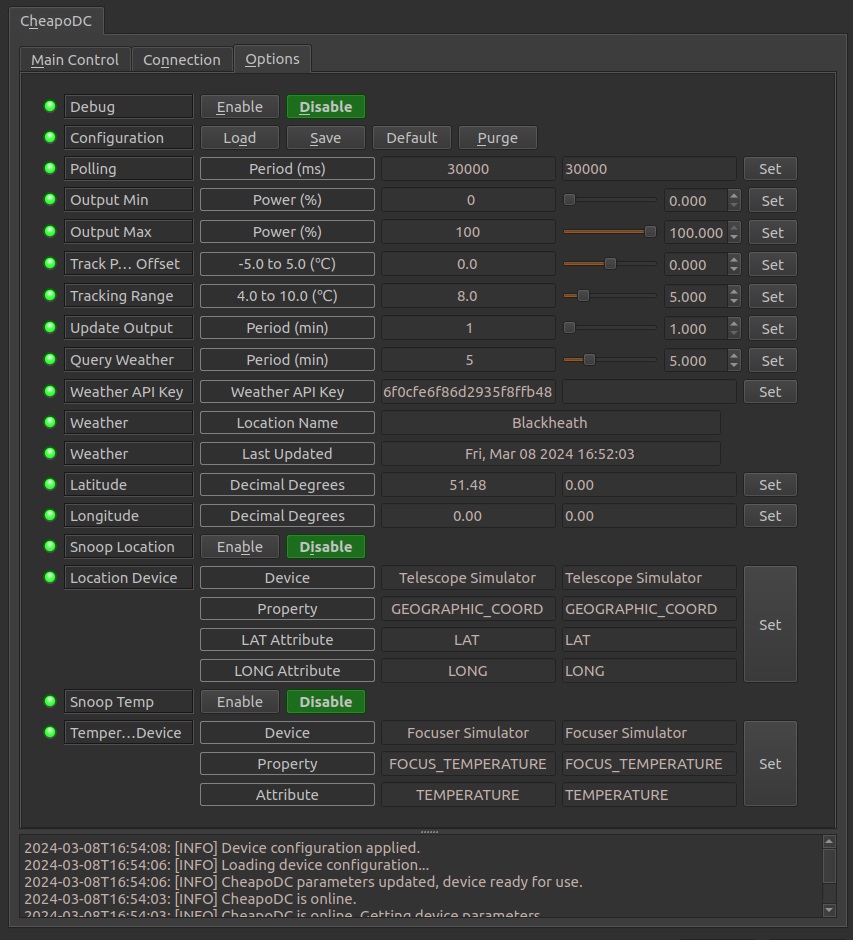 CheapoDC
Main Control Connection Options
Debug Enable Disable
Configuration Load Save Default Purge
Polling Period (ms) 30000 30000 Set
Output Min Power (%) 0 0.000 Set
Output Max Power (%) 100 100.000 Set
Track P... Offset -5.0 to 5.0 (℃) 0.0 0.000 Set
Tracking Range 4.0 to 10.0 (℃) 8.0 5.000 Set
Update Output Period (min) 1 1.000 Set
Query Weather Period (min) 5 5.000 Set
Weather API Key Weather API Key 6f0cfe6f86d2935f8ffb48 Set
Weather Location Name Blackheath
Weather Last Updated Fri, Mar 08 2024 16:52:03
Latitude Decimal Degrees 51.48 0.00 Set
Longitude Decimal Degrees 0.00 0.00 Set
Snoop Location Enable Disable
Location Device Device Telescope Simulator Telescope Simulator
Property GEOGRAPHIC_COORD GEOGRAPHIC_COORD
Set
LAT Attribute LAT LAT
LONG Attribute LONG LONG
Snoop Temp Enable Disable
Temper...Device Device Focuser Simulator Focuser Simulator
Property FOCUS_TEMPERATURE FOCUS_TEMPERATURE Set
Attribute TEMPERATURE TEMPERATURE
2024-03-08T16:54:08: [INFO] Device configuration applied.
2024-03-08T16:54:06: [INFO] Loading device configuration...
2024-03-08T16:54:06: [INFO] CheapoDC parameters updated, device ready for use.
2024-03-08T16:54:03: [INFO] CheapoDC is online.
2024-03-08T16:54:03: [INFO] CheapoDC is online. Getting device parameters